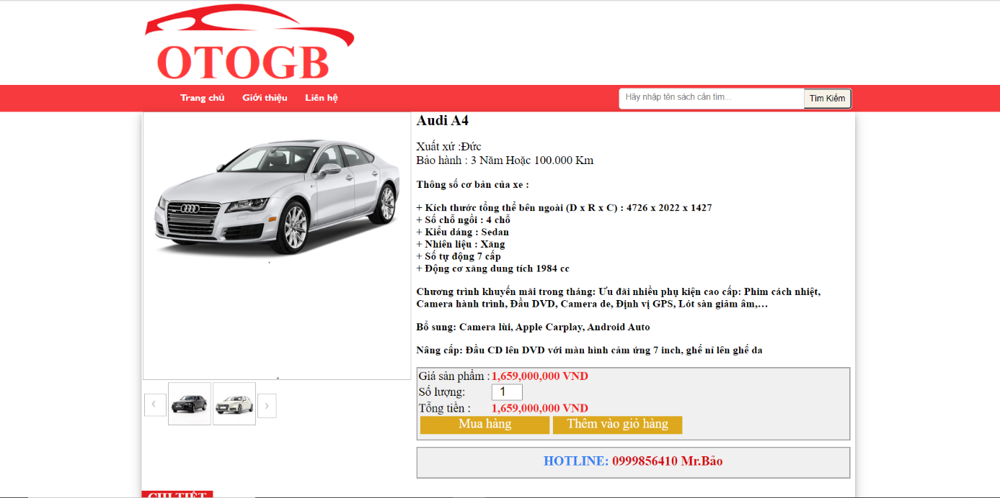 OTOGB
Trang chủ Giới thiệu Liên hệ
Hãy nhập tên sách cần tìm... Tìm Kiếm
Audi A4
Xuất xứ :Đức
Bảo hành : 3 Năm Hoặc 100.000 Km
Thông số cơ bản của xe :
+ Kích thước tổng thể bên ngoài (D x R x C) : 4726 x 2022 x 1427
+ Số chỗ ngồi : 4 chỗ
+ Kiểu dáng : Sedan
+ Nhiên liệu : Xăng
+ Số tự động 7 cấp
+ Động cơ xăng dung tích 1984 cc
Chương trình khuyến mãi trong tháng: Ưu đãi nhiều phụ kiện cao cấp: Phim cách nhiệt,
Camera hành trình, Đầu DVD, Camera de, Định vị GPS, Lót sàn giảm âm,…
Bổ sung: Camera lùi, Apple Carplay, Android Auto
Nâng cấp: Đầu CD lên DVD với màn hình cảm ứng 7 inch, ghế nỉ lên ghế da
Giá sản phẩm : 1,659,000,000 VND
Số lượng: 1
Tổng tiền : 1,659,000,000 VND
Mua hàng Thêm vào giỏ hàng
HOTLINE: 0999856410 Mr.Bảo
CHI TIẾT